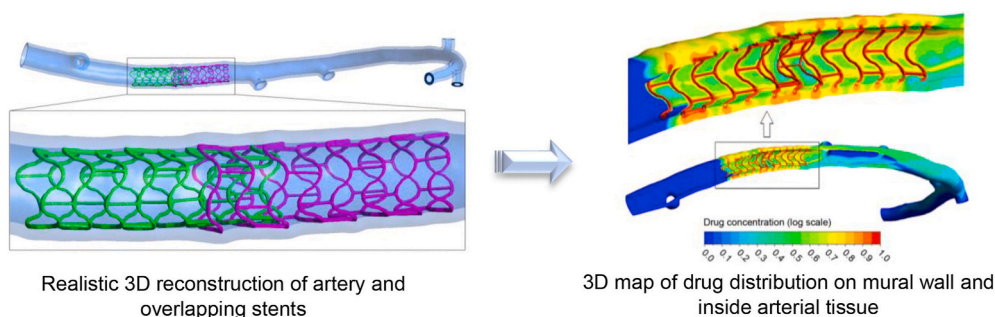 Drug concentration (log scale)
0.0 0.1 0.2 0.3 0.4 0.5 0.6 0.7 0.8 0.9 1.0
Realistic 3D reconstruction of artery and
overlapping stents
3D map of drug distribution on mural wall and
inside arterial tissue